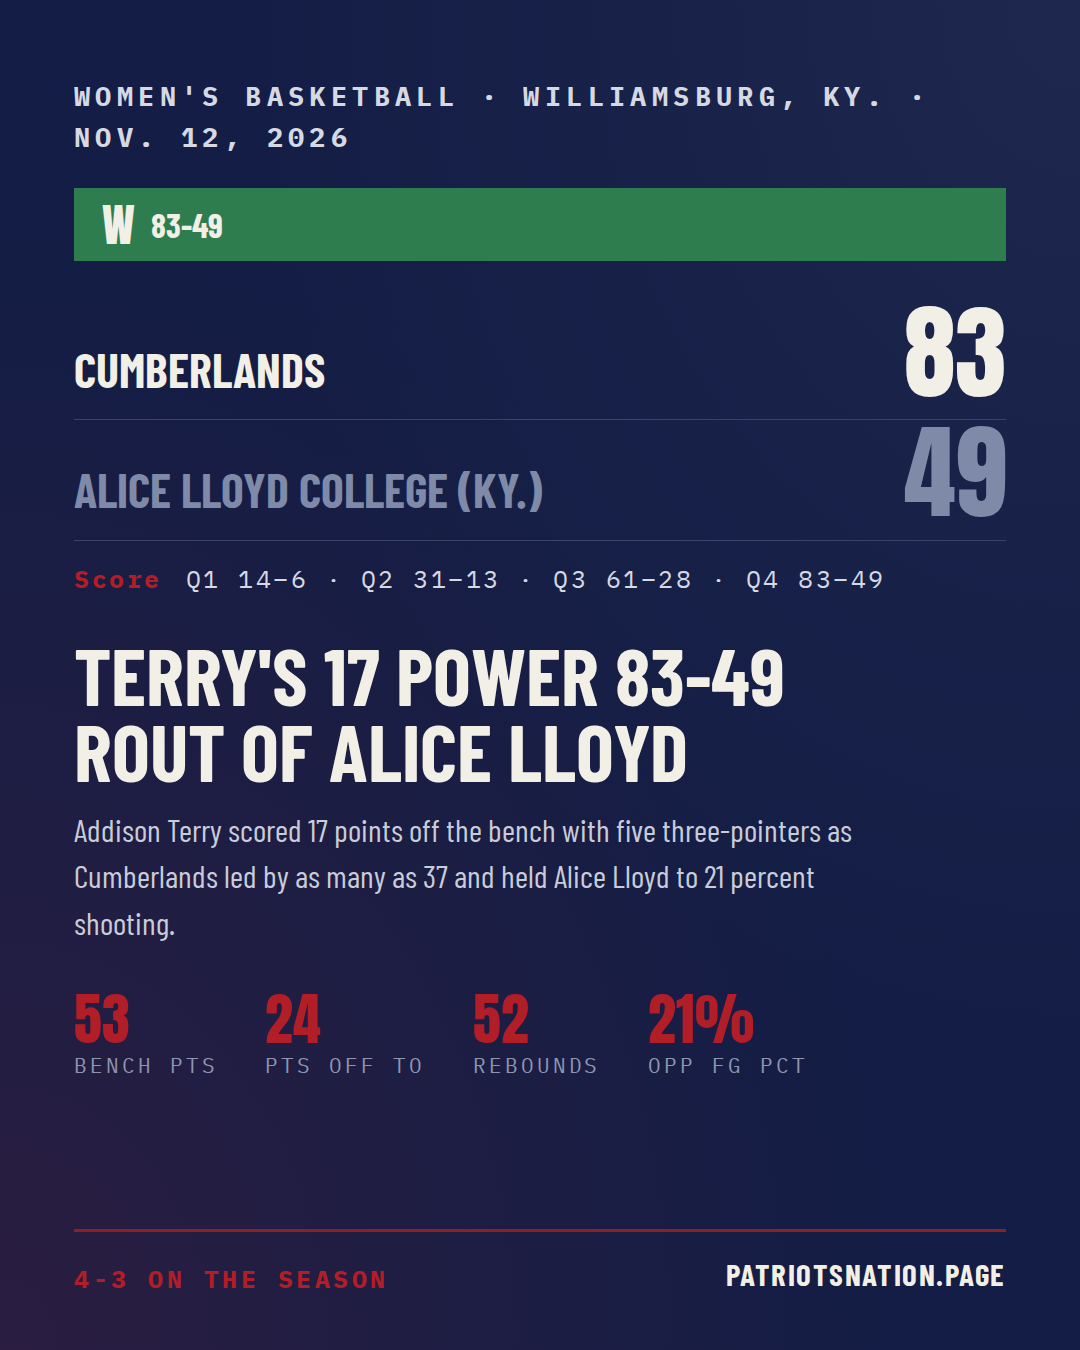 WOMEN'S BASKETBALL · WILLIAMSBURG, KY. ·
NOV. 12, 2026
W 83–49
CUMBERLANDS 83
ALICE LLOYD COLLEGE (KY.) 49
Score Q1 14–6 · Q2 31–13 · Q3 61–28 · Q4 83–49
TERRY'S 17 POWER 83–49
ROUT OF ALICE LLOYD
Addison Terry scored 17 points off the bench with five three-pointers as
Cumberlands led by as many as 37 and held Alice Lloyd to 21 percent
shooting.
53 24 52 21%
BENCH PTS PTS OFF TO REBOUNDS OPP FG PCT
4-3 ON THE SEASON PATRIOTSNATION.PAGE